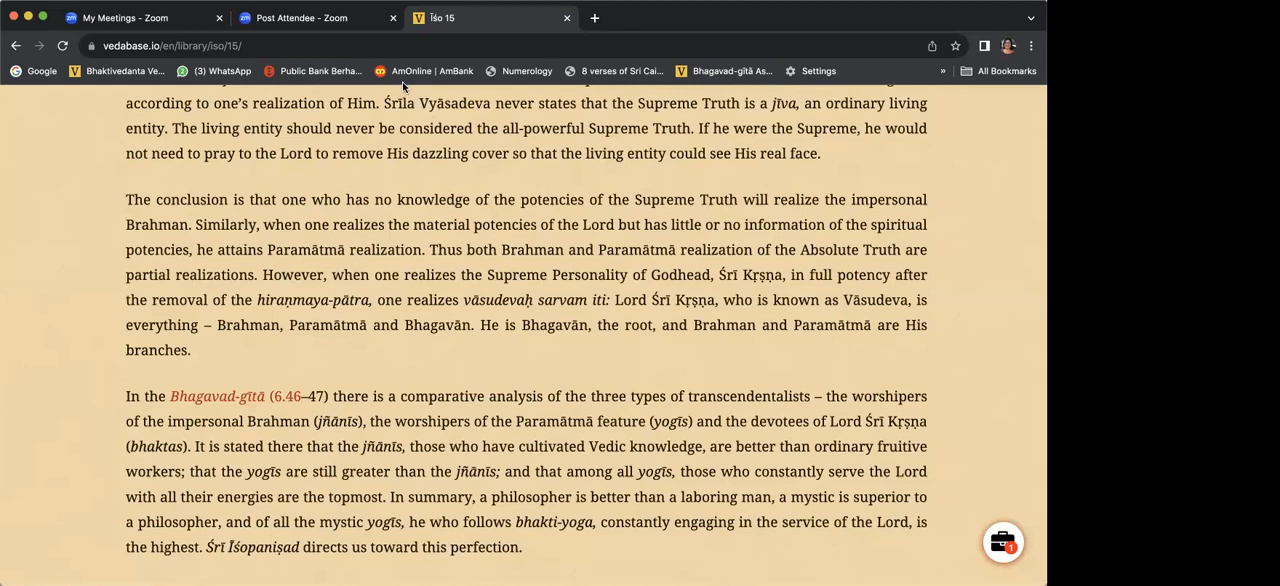 My Meetings - Zoom
Post Attendee - Zoom
Īśo 15
vedabase.io/en/library/iso/15/
Google
Bhaktivedanta Ve...
(3) WhatsApp
Public Bank Berha...
AmOnline | AmBank
Numerology
8 verses of Sri Cai...
Bhagavad-gītā As...
Settings
»
All Bookmarks
according to one’s realization of Him. Śrīla Vyāsadeva never states that the Supreme Truth is a jīva, an ordinary living
entity. The living entity should never be considered the all-powerful Supreme Truth. If he were the Supreme, he would
not need to pray to the Lord to remove His dazzling cover so that the living entity could see His real face.
The conclusion is that one who has no knowledge of the potencies of the Supreme Truth will realize the impersonal
Brahman. Similarly, when one realizes the material potencies of the Lord but has little or no information of the spiritual
potencies, he attains Paramātmā realization. Thus both Brahman and Paramātmā realization of the Absolute Truth are
partial realizations. However, when one realizes the Supreme Personality of Godhead, Śrī Kṛṣṇa, in full potency after
the removal of the hiraṇmaya-pātra, one realizes vāsudevaḥ sarvam iti: Lord Śrī Kṛṣṇa, who is known as Vāsudeva, is
everything – Brahman, Paramātmā and Bhagavān. He is Bhagavān, the root, and Brahman and Paramātmā are His
branches.
In the Bhagavad-gītā (6.46–47) there is a comparative analysis of the three types of transcendentalists – the worshipers
of the impersonal Brahman (jñānīs), the worshipers of the Paramātmā feature (yogīs) and the devotees of Lord Śrī Kṛṣṇa
(bhaktas). It is stated there that the jñānīs, those who have cultivated Vedic knowledge, are better than ordinary fruitive
workers; that the yogīs are still greater than the jñānīs; and that among all yogīs, those who constantly serve the Lord
with all their energies are the topmost. In summary, a philosopher is better than a laboring man, a mystic is superior to
a philosopher, and of all the mystic yogīs, he who follows bhakti-yoga, constantly engaging in the service of the Lord, is
the highest. Śrī Īśopaniṣad directs us toward this perfection.
1